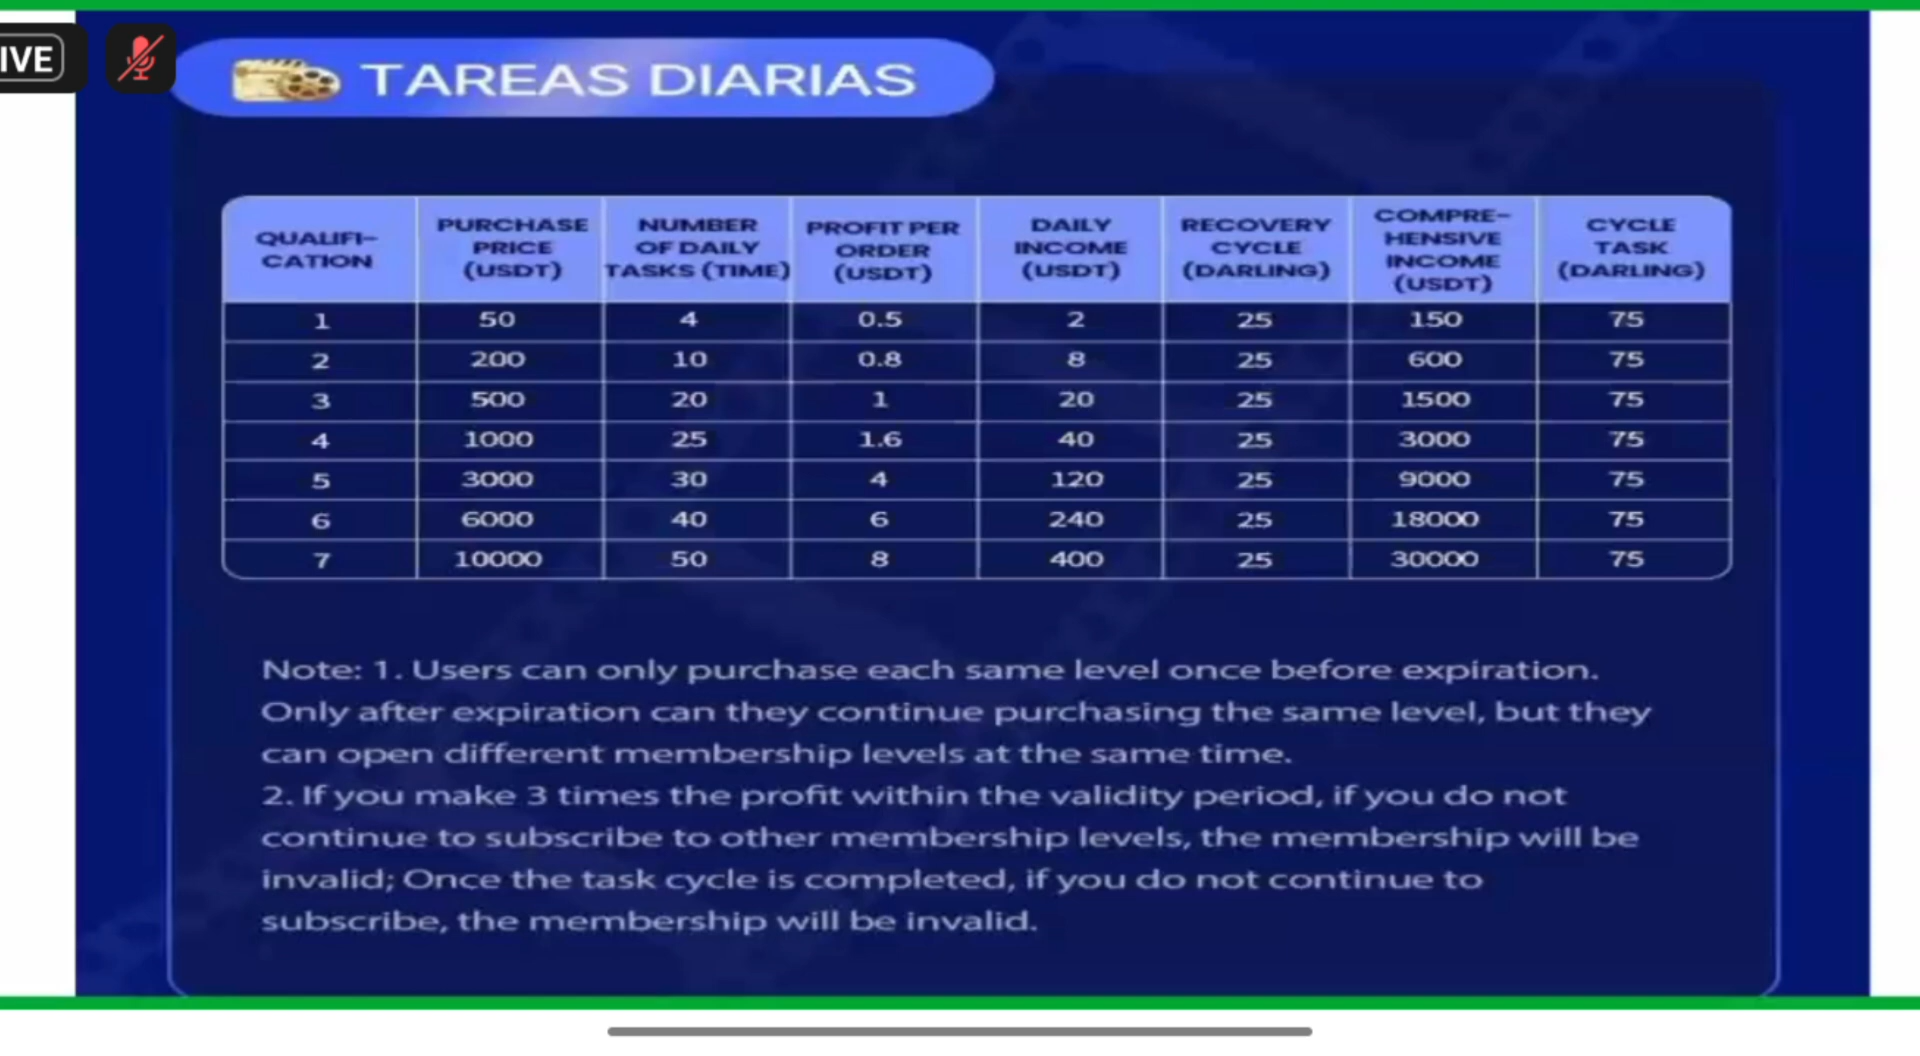 IVE
TAREAS DIARIAS
QUALIFI-
CATION
PURCHASE
PRICE
(USDT)
NUMBER
OF DAILY
TASKS (TIME)
PROFIT PER
ORDER
(USDT)
DAILY
INCOME
(USDT)
RECOVERY
CYCLE
(DARLING)
COMPRE-
HENSIVE
INCOME
(USDT)
CYCLE
TASK
(DARLING)
1 50 4 0.5 2 25 150 75
2 200 10 0.8 8 25 600 75
3 500 20 1 20 25 1500 75
4 1000 25 1.6 40 25 3000 75
5 3000 30 4 120 25 9000 75
6 6000 40 6 240 25 18000 75
7 10000 50 8 400 25 30000 75
Note: 1. Users can only purchase each same level once before expiration.
Only after expiration can they continue purchasing the same level, but they
can open different membership levels at the same time.
2. If you make 3 times the profit within the validity period, if you do not
continue to subscribe to other membership levels, the membership will be
invalid; Once the task cycle is completed, if you do not continue to
subscribe, the membership will be invalid.